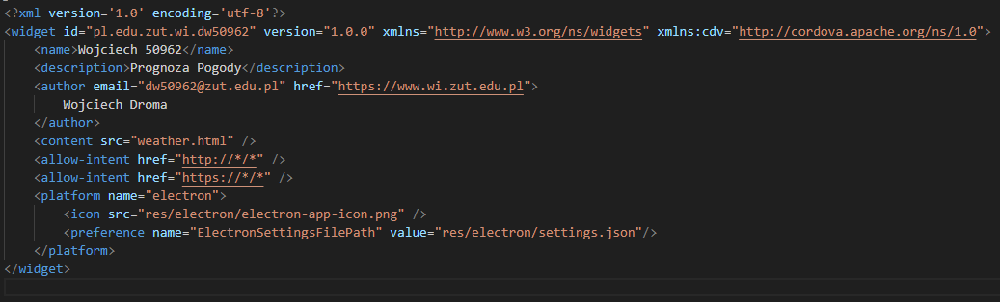 <?xml version='1.0' encoding='utf-8'?>
<widget id="pl.edu.zut.wi.dw50962" version="1.0.0" xmlns="http://www.w3.org/ns/widgets" xmlns:cdv="http://cordova.apache.org/ns/1.0">
    <name>Wojciech 50962</name>
    <description>Prognoza Pogody</description>
    <author email="dw50962@zut.edu.pl" href="https://www.wi.zut.edu.pl">
        Wojciech Droma
    </author>
    <content src="weather.html" />
    <allow-intent href="http://*/*" />
    <allow-intent href="https://*/*" />
    <platform name="electron">
        <icon src="res/electron/electron-app-icon.png" />
        <preference name="ElectronSettingsFilePath" value="res/electron/settings.json"/>
    </platform>
</widget>